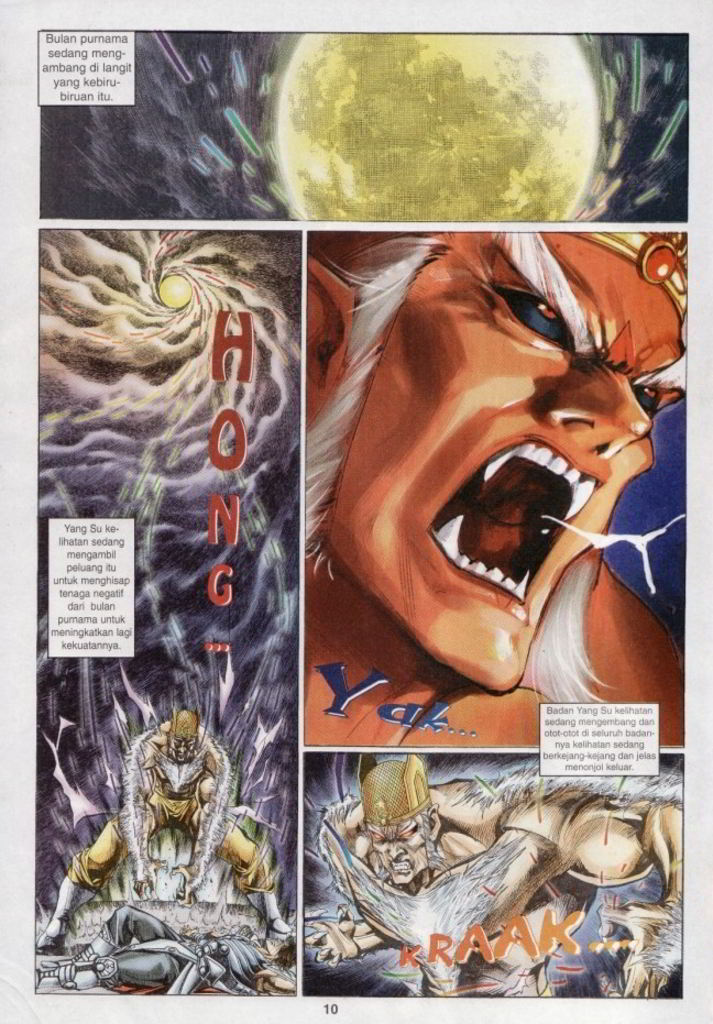 Bulan purnama
sedang meng-
ambang di langit
yang kebiru-
biruan itu.
HONG...
Yang Su ke-
lihatan sedang
mengambil
peluang itu
untuk menghisap
tenaga negatif
dari bulan
purnama untuk
meningkatkan lagi
kekuatannya.
Yak...
Badan Yang Su kelihatan
sedang mengembang dan
otot-otot di seluruh badan-
nya kelihatan sedang
berkejang-kejang dan jelas
menonjol keluar.
KRAAK...
10